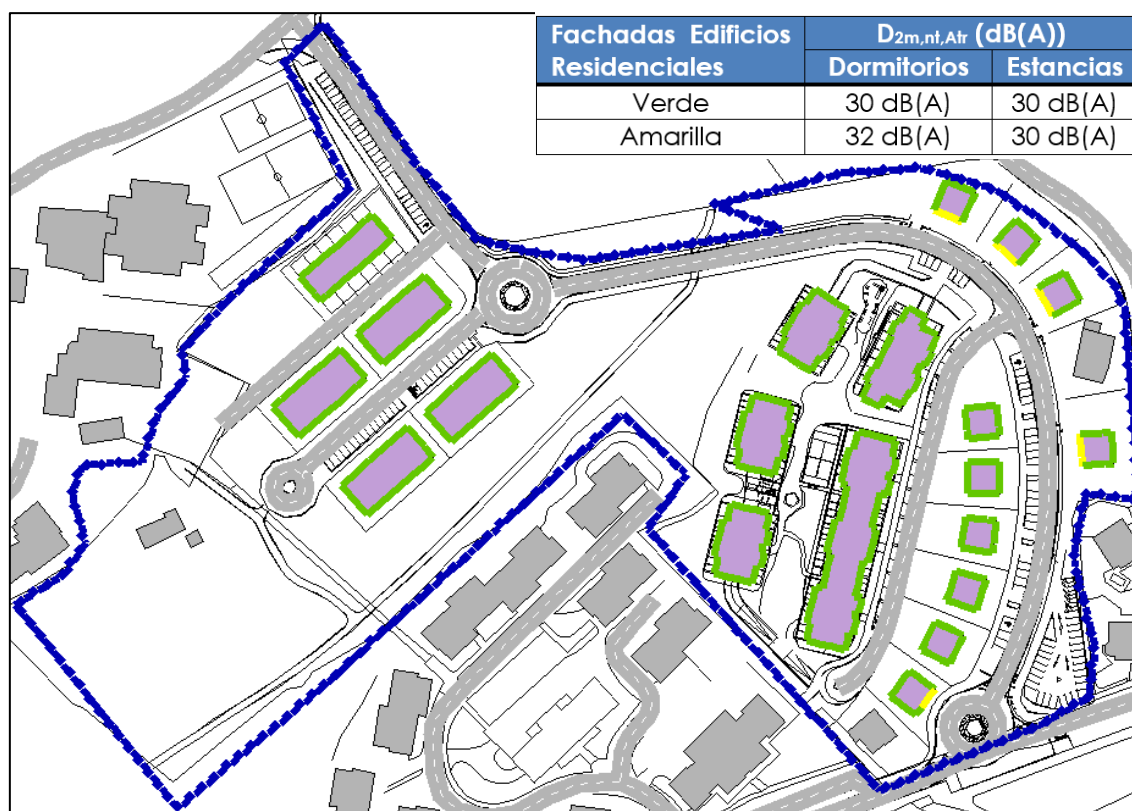 Fachadas Edificios Residenciales
D2m,nt,Atr (dB(A))
Dormitorios Estancias
Verde 30 dB(A) 30 dB(A)
Amarilla 32 dB(A) 30 dB(A)